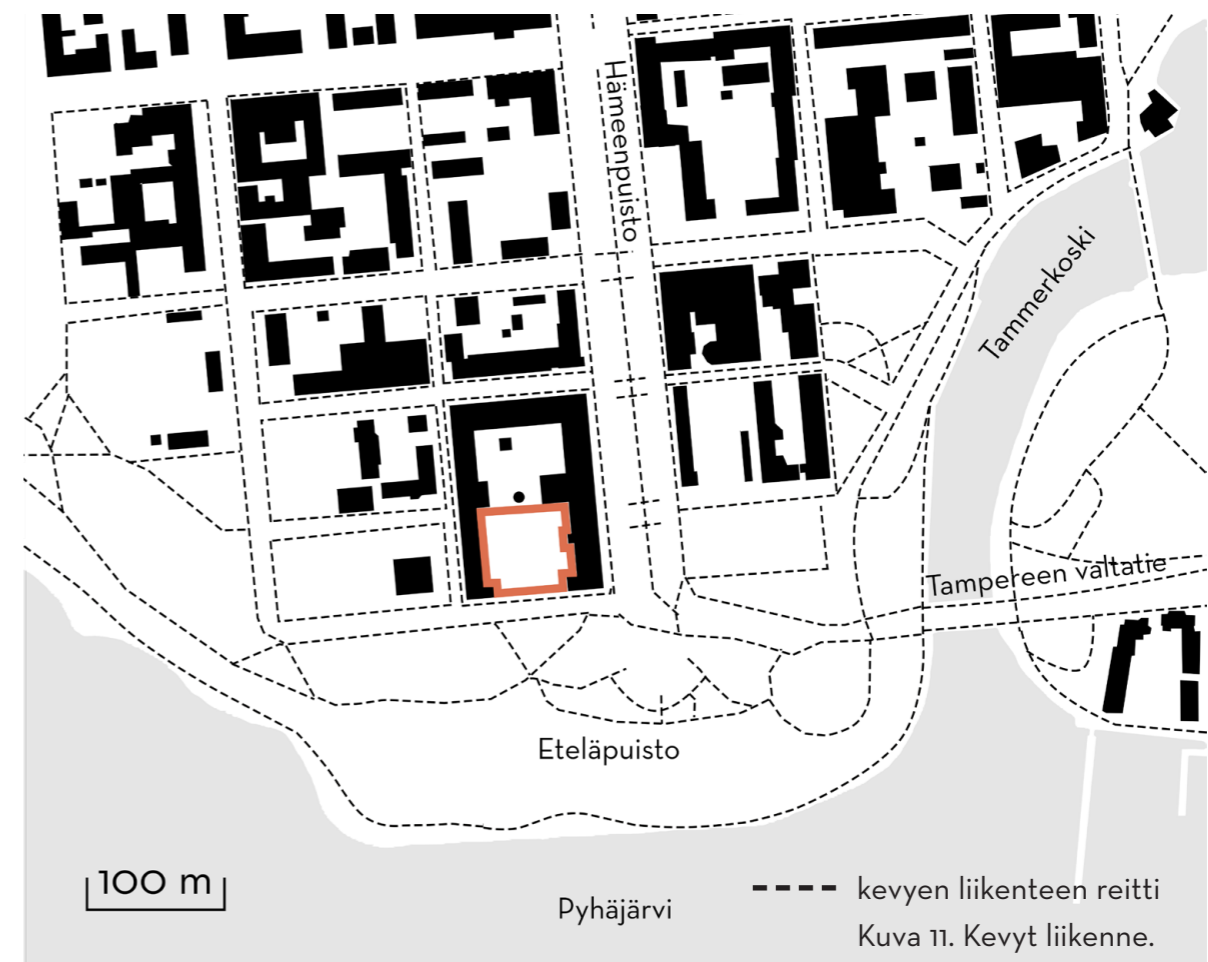 Hämeenpuisto
Tammerkoski
Tampereen valtatie
Eteläpuisto
100 m
Pyhäjärvi
kevyen liikenteen reitti
Kuva 11. Kevyt liikenne.